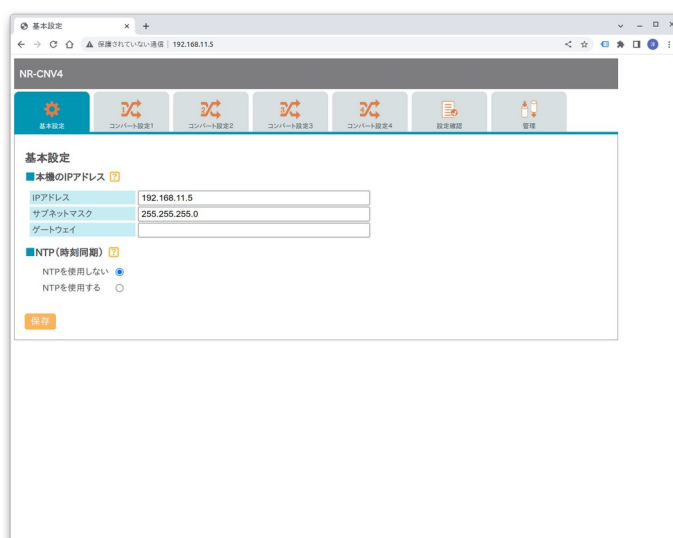 基本設定
保護されていない通信 | 192.168.11.5
NR-CNV4
基本設定
コンバート設定1
コンバート設定2
コンバート設定3
コンバート設定4
設定確認
管理
基本設定
■本機のIPアドレス ?
IPアドレス 192.168.11.5
サブネットマスク 255.255.255.0
ゲートウェイ
■NTP(時刻同期) ?
NTPを使用しない
NTPを使用する
保存